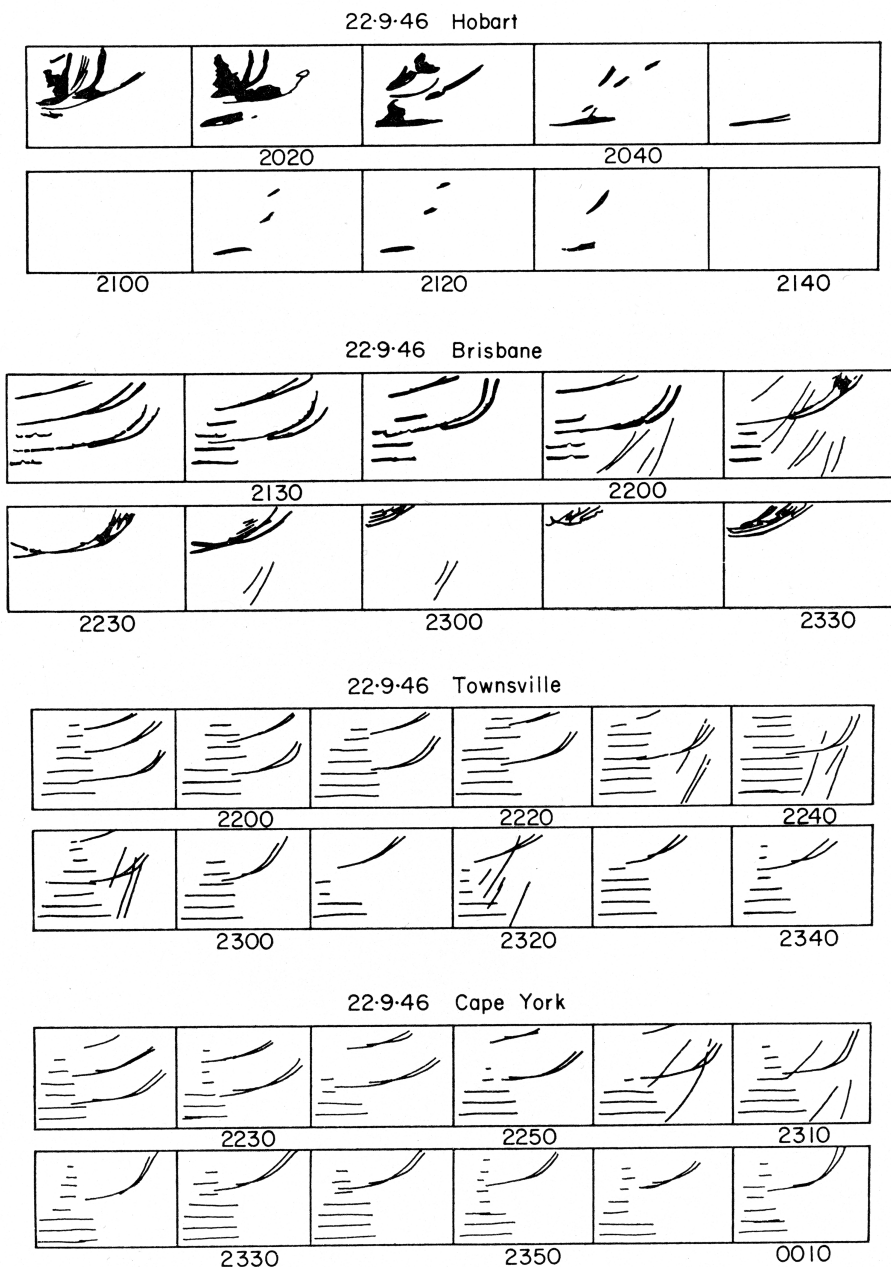 22·9·46 Hobart
2020 2040
2100 2120 2140
22·9·46 Brisbane
2130 2200
2230 2300 2330
22·9·46 Townsville
2200 2220 2240
2300 2320 2340
22·9·46 Cape York
2230 2250 2310
2330 2350 0010